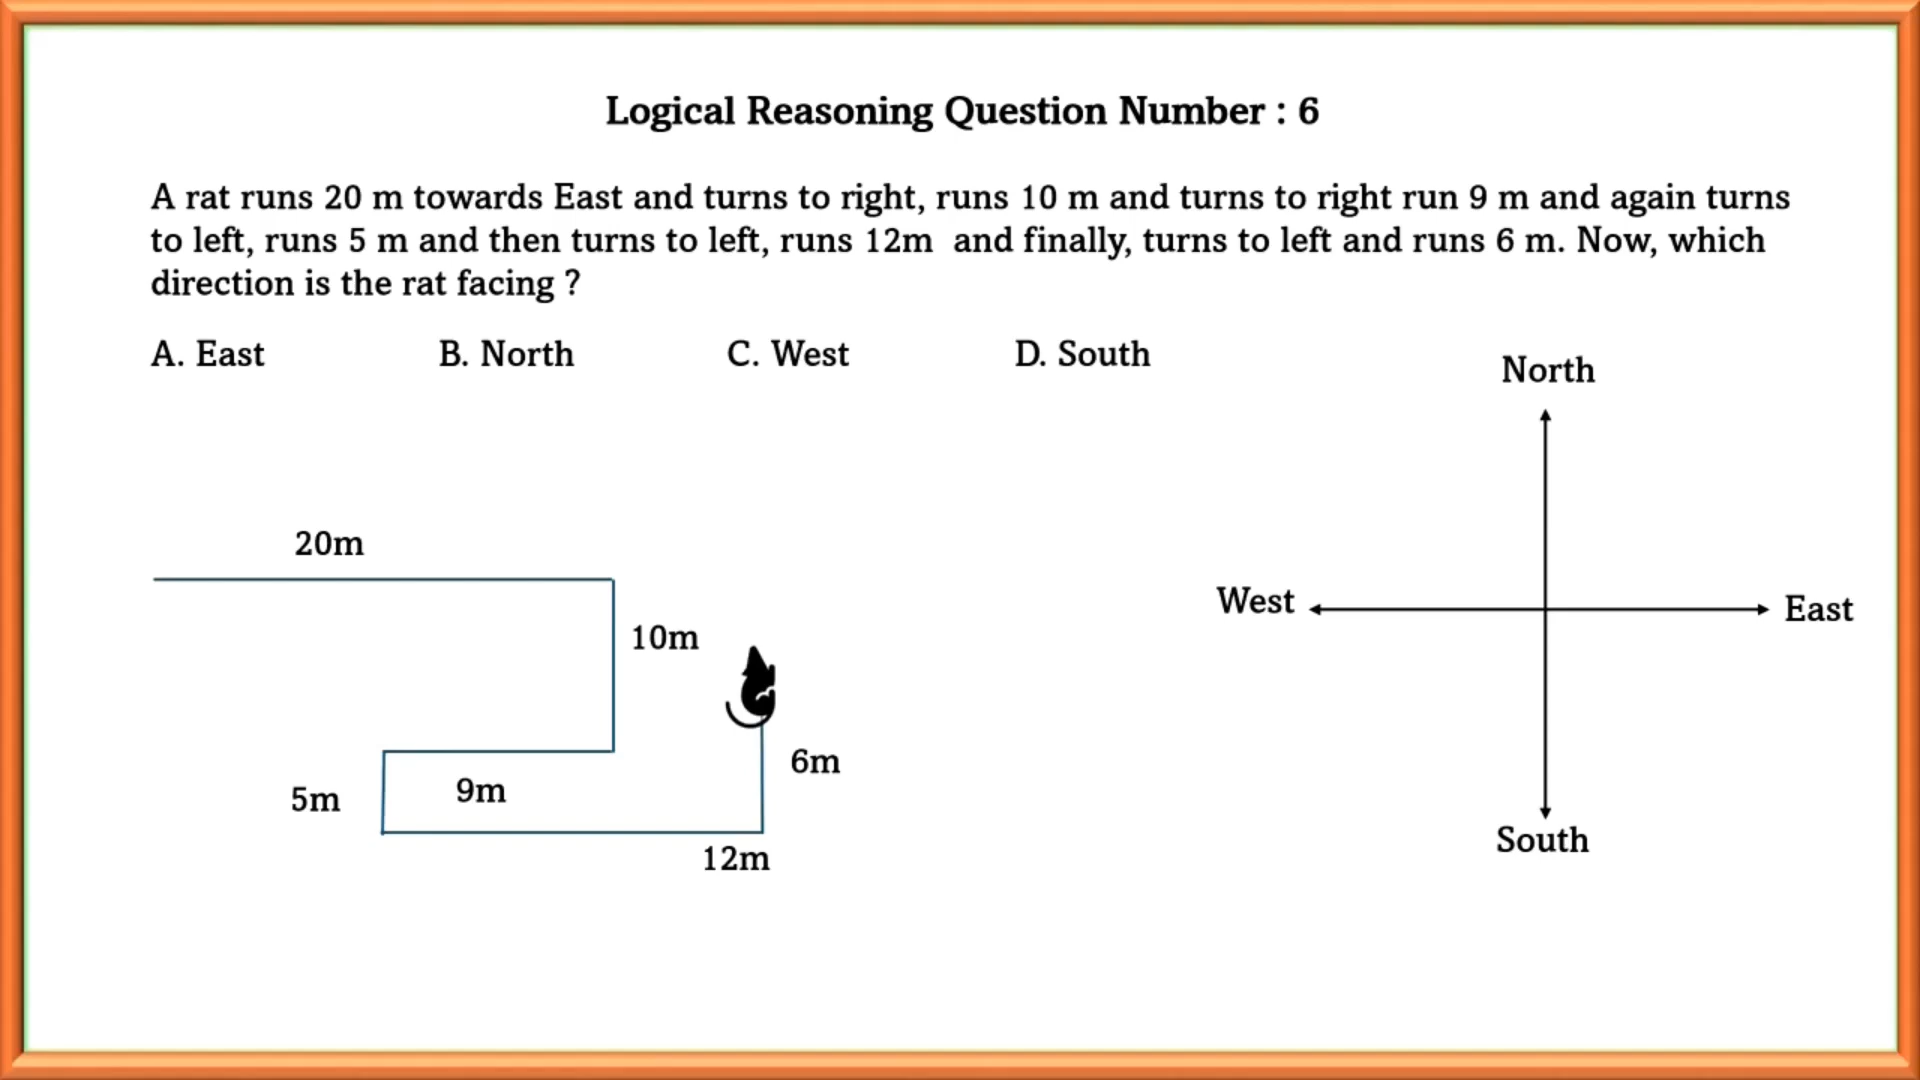 Logical Reasoning Question Number : 6
A rat runs 20 m towards East and turns to right, runs 10 m and turns to right run 9 m and again turns
to left, runs 5 m and then turns to left, runs 12m  and finally, turns to left and runs 6 m. Now, which
direction is the rat facing ?
A. East B. North C. West D. South
North
20m
West East
10m
6m
5m 9m
South
12m